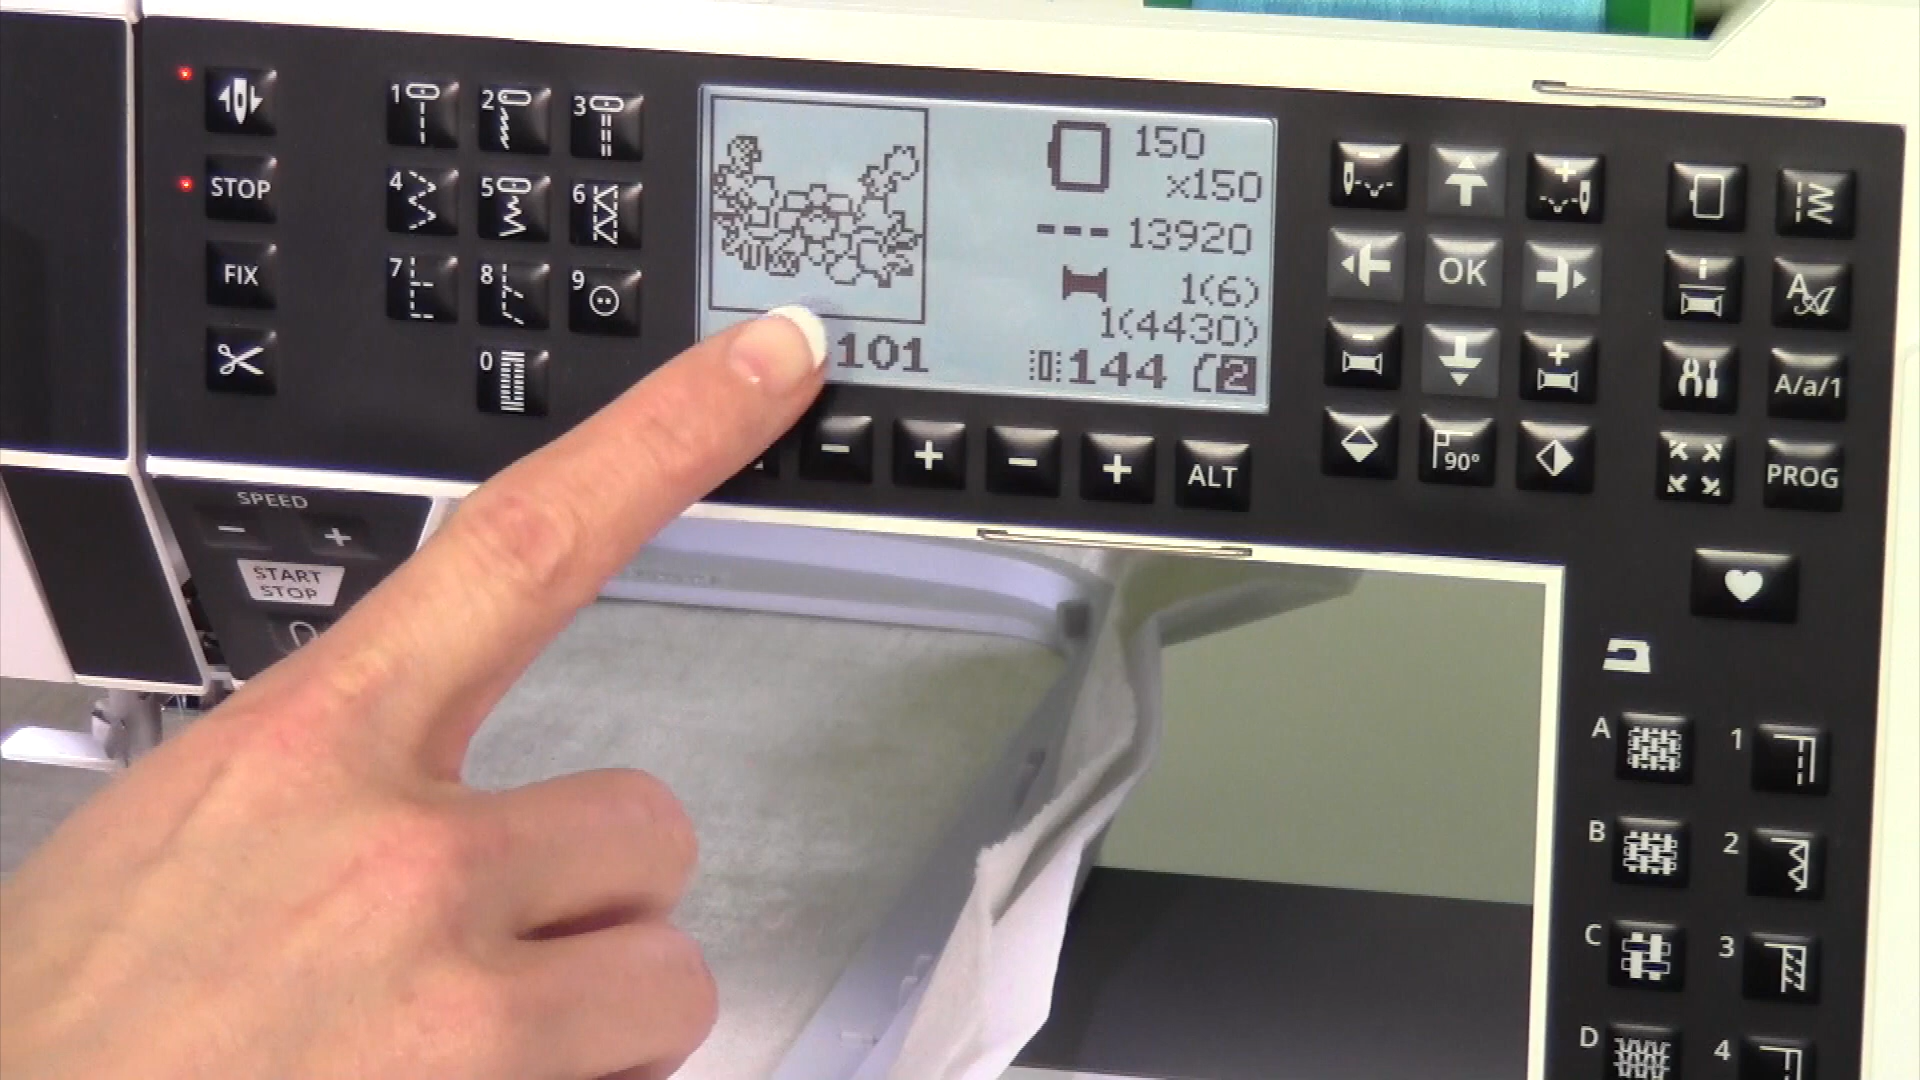 1 2 3
STOP
4 5 6
FIX
7 8 9
0
150
x150
13920
1(6)
1(4430)
101
144
2
OK
- + - + ALT
90°
A/a/1
PROG
SPEED
- +
START
STOP
A 1
B 2
C 3
D 4